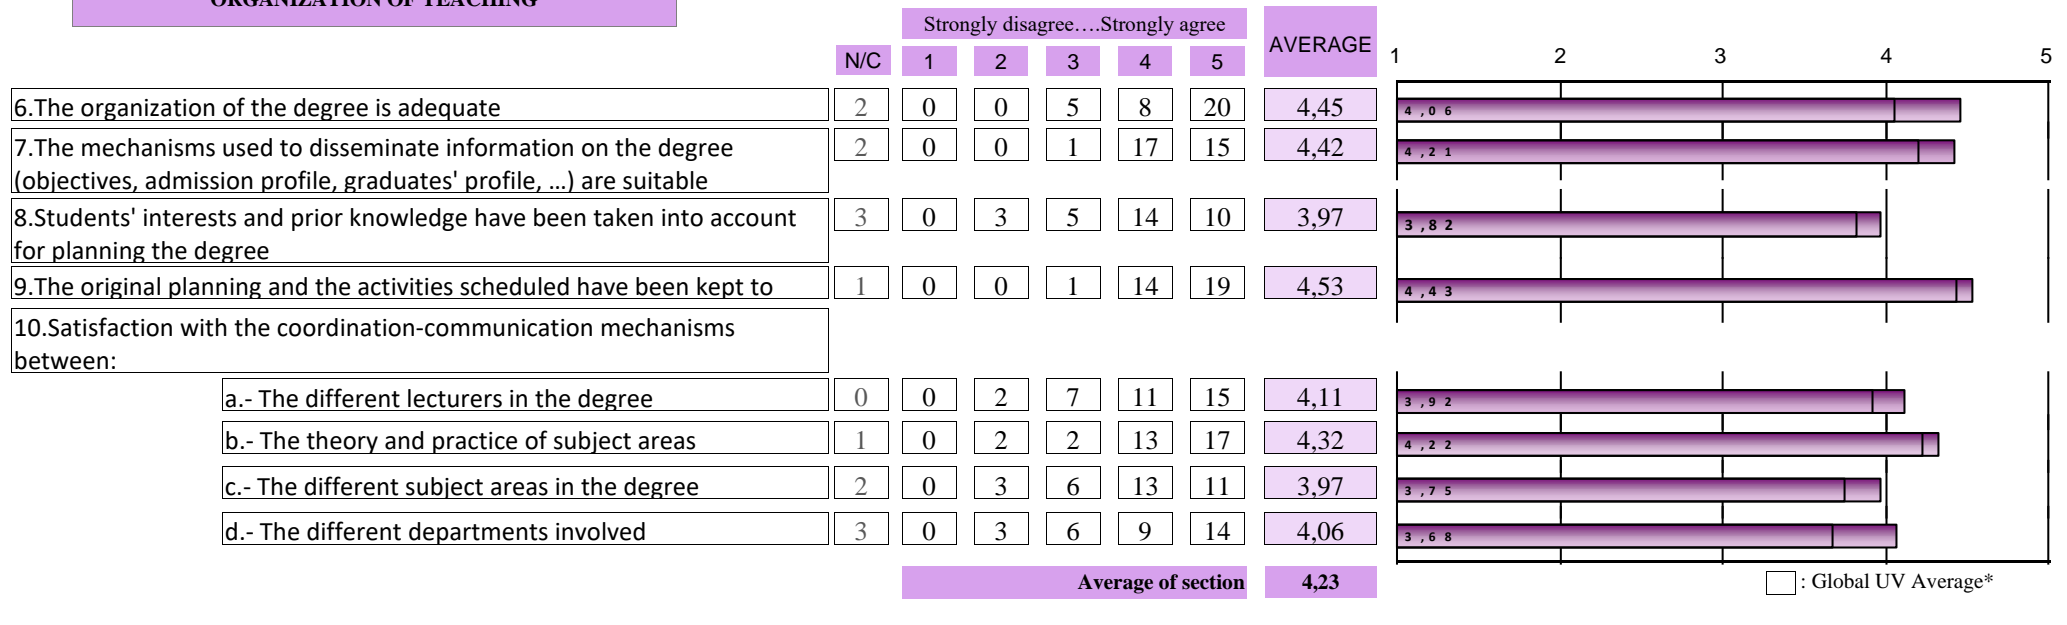 ORGANIZATION OF TEACHING
Strongly disagree….Strongly agree
AVERAGE
N/C 1 2 3 4 5
1 2 3 4 5
6.The organization of the degree is adequate 2 0 0 5 8 20 4,45 4,06
7.The mechanisms used to disseminate information on the degree 2 0 0 1 17 15 4,42 4,21
(objectives, admission profile, graduates' profile, ...) are suitable
8.Students' interests and prior knowledge have been taken into account 3 0 3 5 14 10 3,97 3,82
for planning the degree
9.The original planning and the activities scheduled have been kept to 1 0 0 1 14 19 4,53 4,43
10.Satisfaction with the coordination-communication mechanisms
between:
a.- The different lecturers in the degree 0 0 2 7 11 15 4,11 3,92
b.- The theory and practice of subject areas 1 0 2 2 13 17 4,32 4,22
c.- The different subject areas in the degree 2 0 3 6 13 11 3,97 3,75
d.- The different departments involved 3 0 3 6 9 14 4,06 3,68
Average of section 4,23
: Global UV Average*